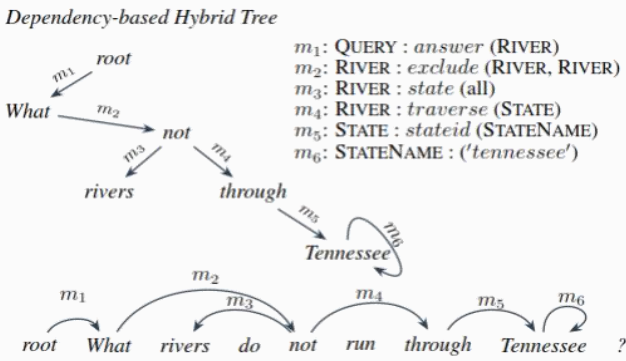 Dependency-based Hybrid Tree
root
m₁
What
m₂
not
m₃
m₄
rivers
through
m₅
Tennessee
m₆
m₁: QUERY : answer (RIVER)
m₂: RIVER : exclude (RIVER, RIVER)
m₃: RIVER : state (all)
m₄: RIVER : traverse (STATE)
m₅: STATE : stateid (STATENAME)
m₆: STATENAME : ('tennessee')
m₁ m₂ m₃ m₄ m₅ m₆
root What rivers do not run through Tennessee ?